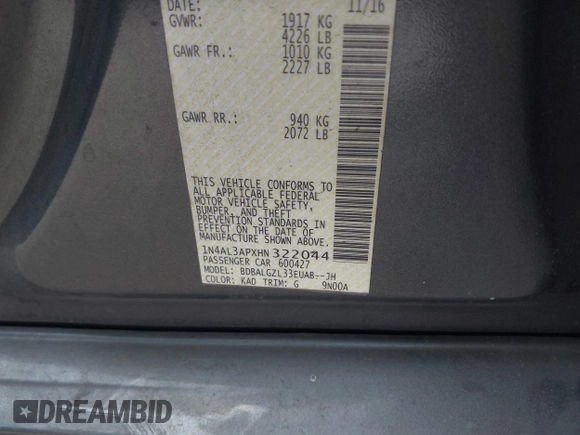 DATE: 11/16
GVWR: 1917 KG
4226 LB
GAWR FR.: 1010 KG
2227 LB
GAWR RR.: 940 KG
2072 LB
THIS VEHICLE CONFORMS TO
ALL APPLICABLE FEDERAL
MOTOR VEHICLE SAFETY,
BUMPER, AND THEFT
PREVENTION STANDARDS
IN EFFECT ON THE DATE OF
MANUFACTURE SHOWN ABOVE.
1N4AL3APXHN322044
PASSENGER CAR 600427
MODEL: BDBALGZL33EUAB--JH
COLOR: KAD TRIM: G 9N00A
DREAMBID